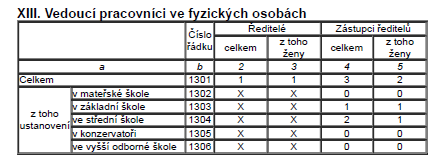 XIII. Vedoucí pracovníci ve fyzických osobách
Číslo řádku Ředitelé Zástupci ředitelů
celkem z toho ženy celkem z toho ženy
a b 2 3 4 5
Celkem 1301 1 1 3 2
z toho ustanovení
v mateřské škole 1302 X X 0 0
v základní škole 1303 X X 1 1
ve střední škole 1304 X X 2 1
v konzervatoři 1305 X X 0 0
ve vyšší odborné škole 1306 X X 0 0